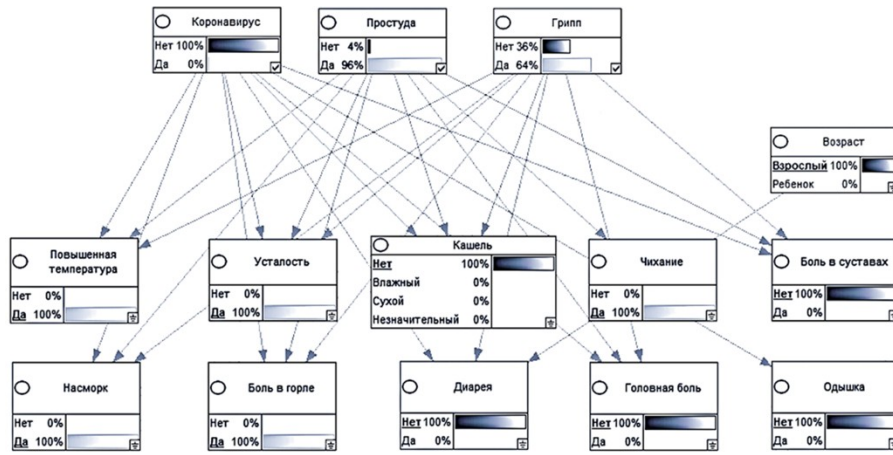 Коронавирус
Нет 100%
Да 0%
Простуда
Нет 4%
Да 96%
Грипп
Нет 36%
Да 64%
Возраст
Взрослый 100%
Ребенок 0%
Повышенная
температура
Нет 0%
Да 100%
Усталость
Нет 0%
Да 100%
Кашель
Нет 100%
Влажный 0%
Сухой 0%
Незначительный 0%
Чихание
Нет 0%
Да 100%
Боль в суставах
Нет 100%
Да 0%
Насморк
Нет 0%
Да 100%
Боль в горле
Нет 0%
Да 100%
Диарея
Нет 100%
Да 0%
Головная боль
Нет 100%
Да 0%
Одышка
Нет 100%
Да 0%